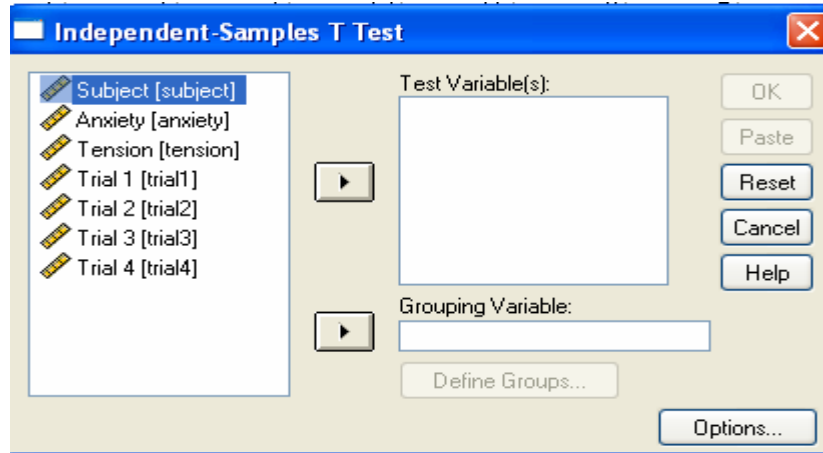 Independent-Samples T Test
Subject [subject]
Anxiety [anxiety]
Tension [tension]
Trial 1 [trial1]
Trial 2 [trial2]
Trial 3 [trial3]
Trial 4 [trial4]
Test Variable(s):
Grouping Variable:
Define Groups...
OK
Paste
Reset
Cancel
Help
Options...